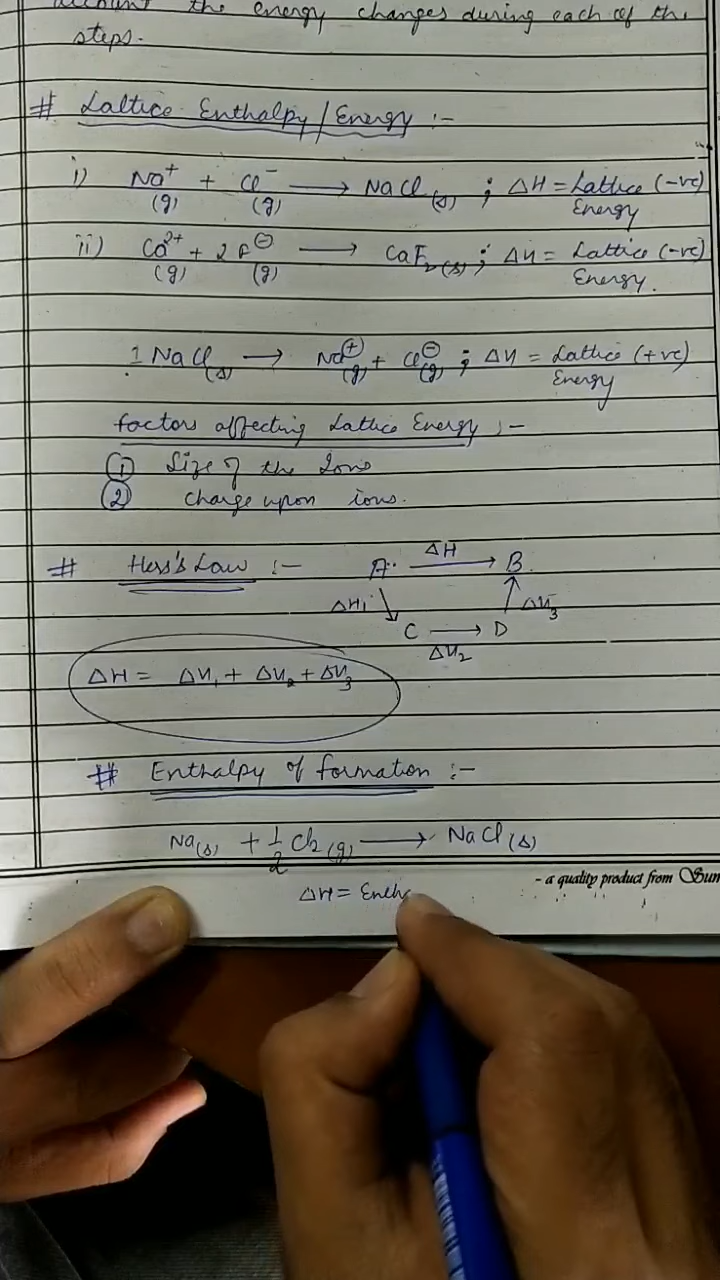 account the energy changes during each of the
steps.
# Lattice Enthalpy/Energy :-
i) Na⁺(g) + Cl⁻(g) ⟶ NaCl(s) ; ΔH = Lattice (-ve)
Energy
ii) Ca²⁺(g) + 2F⊖(g) ⟶ CaF₂(s) ; ΔH = Lattice (-ve)
Energy.
1 NaCl(s) ⟶ Na⊕(g) + Cl⊖(g) ; ΔH = Lattice (+ve)
Energy
factors affecting Lattice Energy :-
① Size of the Ions
② charge upon ions.
# Hess's Law :- A ΔH ⟶ B
ΔH₁ ΔH₃
C ⟶ D
ΔH₂
ΔH = ΔH₁ + ΔH₂ + ΔH₃
# Enthalpy of formation :-
Na(s) + 1/2 Cl₂(g) ⟶ NaCl(s)
- a quality product from Sun
ΔH = Enth